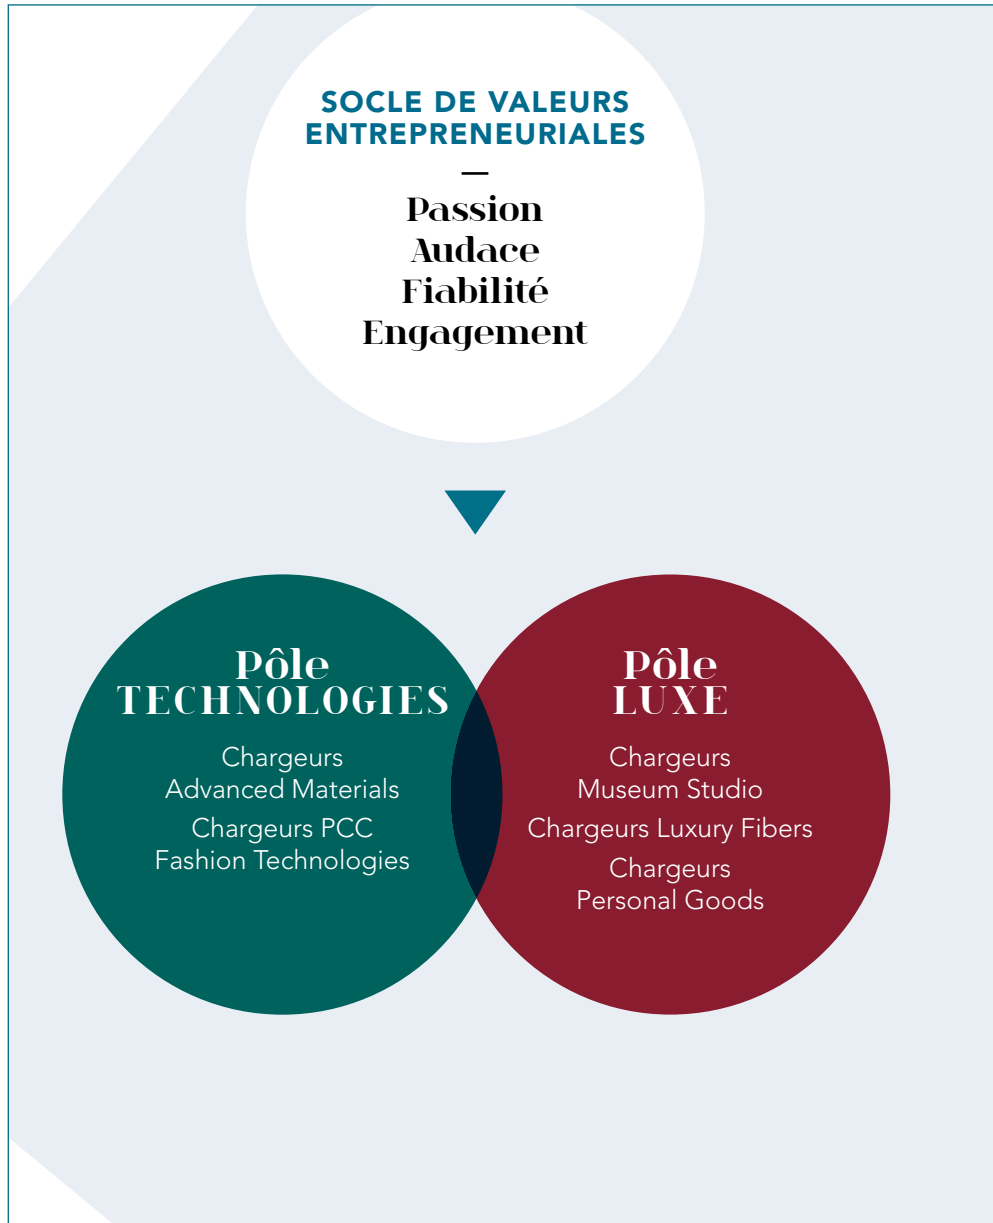 SOCLE DE VALEURS
ENTREPRENEURIALES
—
Passion
Audace
Fiabilité
Engagement
Pôle
TECHNOLOGIES
Chargeurs
Advanced Materials
Chargeurs PCC
Fashion Technologies
Pôle
LUXE
Chargeurs
Museum Studio
Chargeurs Luxury Fibers
Chargeurs
Personal Goods